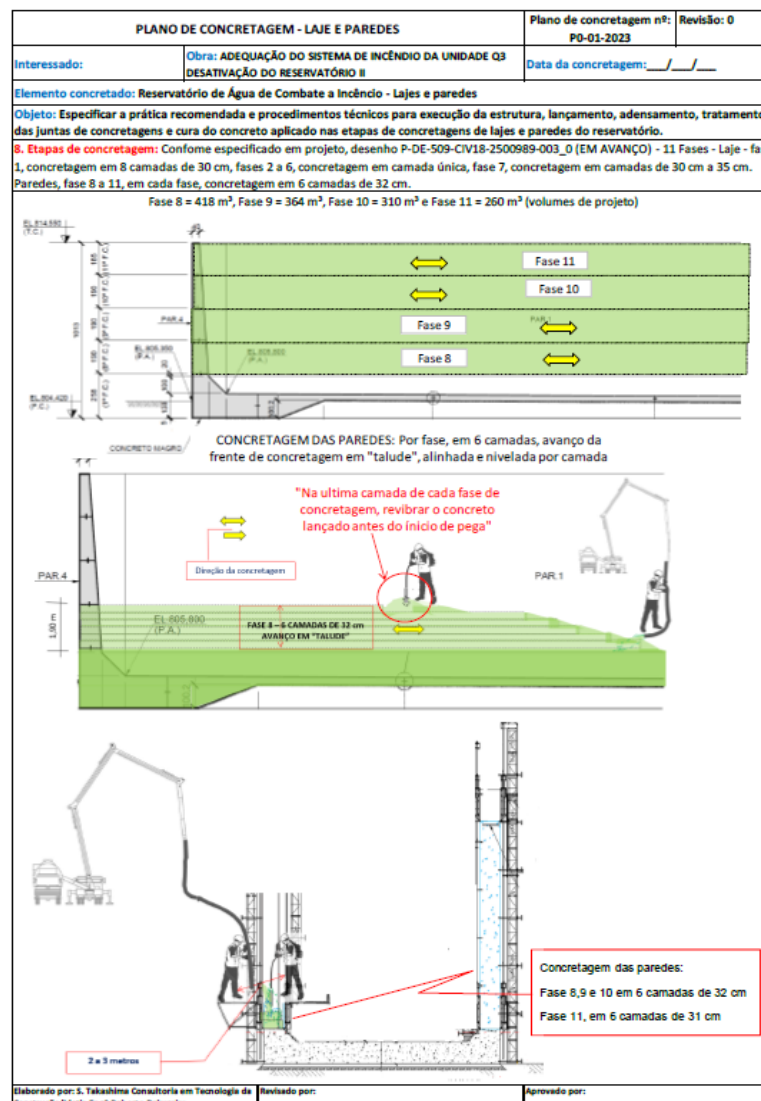 PLANO DE CONCRETAGEM - LAJE E PAREDES
Plano de concretagem nº: P0-01-2023
Revisão: 0
Interessado:
Obra: ADEQUAÇÃO DO SISTEMA DE INCÊNDIO DA UNIDADE Q3
DESATIVAÇÃO DO RESERVATÓRIO II
Data da concretagem:___/___/___
Elemento concretado: Reservatório de Água de Combate a Incêncio - Lajes e paredes
Objeto: Especificar a prática recomendada e procedimentos técnicos para execução da estrutura, lançamento, adensamento, tratamento
das juntas de concretagens e cura do concreto aplicado nas etapas de concretagens de lajes e paredes do reservatório.
8. Etapas de concretagem: Confome especificado em projeto, desenho P-DE-509-CIV18-2500989-003_0 (EM AVANÇO) - 11 Fases - Laje - fas
1, concretagem em 8 camadas de 30 cm, fases 2 a 6, concretagem em camada única, fase 7, concretagem em camadas de 30 cm a 35 cm.
Paredes, fase 8 a 11, em cada fase, concretagem em 6 camadas de 32 cm.
Fase 8 = 418 m³, Fase 9 = 364 m³, Fase 10 = 310 m³ e Fase 11 = 260 m³ (volumes de projeto)
(T.C.)
Fase 11
Fase 10
PAR.4
PAR.1
Fase 9
Fase 8
(P.A.)
(P.A.)
(P.C.)
CONCRETO MAGRO
CONCRETAGEM DAS PAREDES: Por fase, em 6 camadas, avanço da
frente de concretagem em "talude", alinhada e nivelada por camada
"Na ultima camada de cada fase de
concretagem, revibrar o concreto
lançado antes do ínicio de pega"
Direção da concretagem
PAR.4
PAR.1
1,90 m
EL.805,800
(P.A.)
FASE 8 – 6 CAMADAS DE 32 cm
AVANÇO EM "TALUDE"
Concretagem das paredes:
Fase 8,9 e 10 em 6 camadas de 32 cm
Fase 11, em 6 camadas de 31 cm
2 a 3 metros
Elaborado por: S. Takashima Consultoria em Tecnologia da
Revisado por:
Aprovado por: